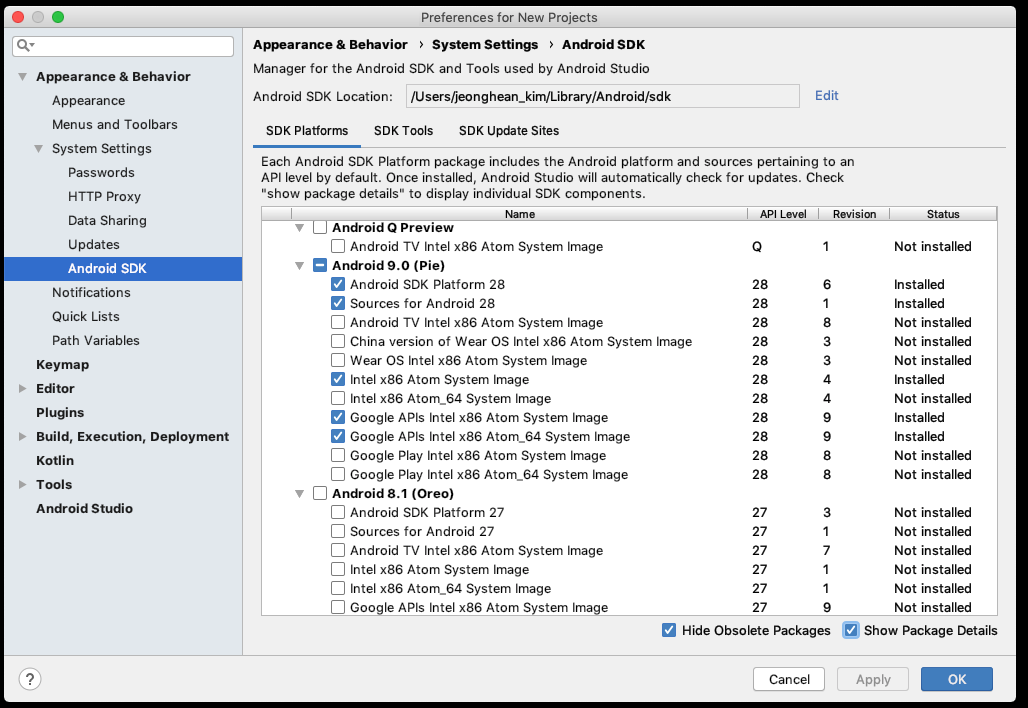 Preferences for New Projects
Appearance & Behavior
Appearance
Menus and Toolbars
System Settings
Passwords
HTTP Proxy
Data Sharing
Updates
Android SDK
Notifications
Quick Lists
Path Variables
Keymap
Editor
Plugins
Build, Execution, Deployment
Kotlin
Tools
Android Studio
Appearance & Behavior › System Settings › Android SDK
Manager for the Android SDK and Tools used by Android Studio
Android SDK Location: /Users/jeonghean_kim/Library/Android/sdk Edit
SDK Platforms SDK Tools SDK Update Sites
Each Android SDK Platform package includes the Android platform and sources pertaining to an
API level by default. Once installed, Android Studio will automatically check for updates. Check
"show package details" to display individual SDK components.
Name API Level Revision Status
Android Q Preview
Android TV Intel x86 Atom System Image Q 1 Not installed
Android 9.0 (Pie)
Android SDK Platform 28 28 6 Installed
Sources for Android 28 28 1 Installed
Android TV Intel x86 Atom System Image 28 8 Not installed
China version of Wear OS Intel x86 Atom System Image 28 3 Not installed
Wear OS Intel x86 Atom System Image 28 3 Not installed
Intel x86 Atom System Image 28 4 Installed
Intel x86 Atom_64 System Image 28 4 Not installed
Google APIs Intel x86 Atom System Image 28 9 Installed
Google APIs Intel x86 Atom_64 System Image 28 9 Installed
Google Play Intel x86 Atom System Image 28 8 Not installed
Google Play Intel x86 Atom_64 System Image 28 8 Not installed
Android 8.1 (Oreo)
Android SDK Platform 27 27 3 Not installed
Sources for Android 27 27 1 Not installed
Android TV Intel x86 Atom System Image 27 7 Not installed
Intel x86 Atom System Image 27 1 Not installed
Intel x86 Atom_64 System Image 27 1 Not installed
Google APIs Intel x86 Atom System Image 27 9 Not installed
Hide Obsolete Packages Show Package Details
? Cancel Apply OK